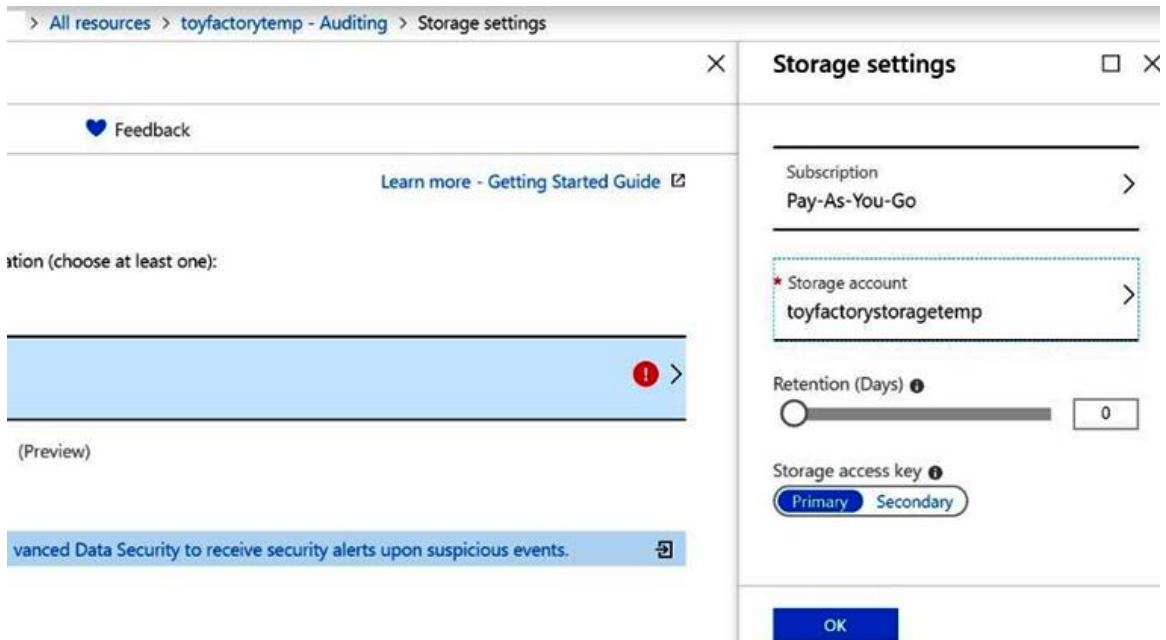 > All resources > toyfactorytemp - Auditing > Storage settings
Feedback
Learn more - Getting Started Guide
ation (choose at least one):
(Preview)
vanced Data Security to receive security alerts upon suspicious events.
Storage settings
Subscription
Pay-As-You-Go
* Storage account
toyfactorystoragetemp
Retention (Days)
0
Storage access key
Primary Secondary
OK